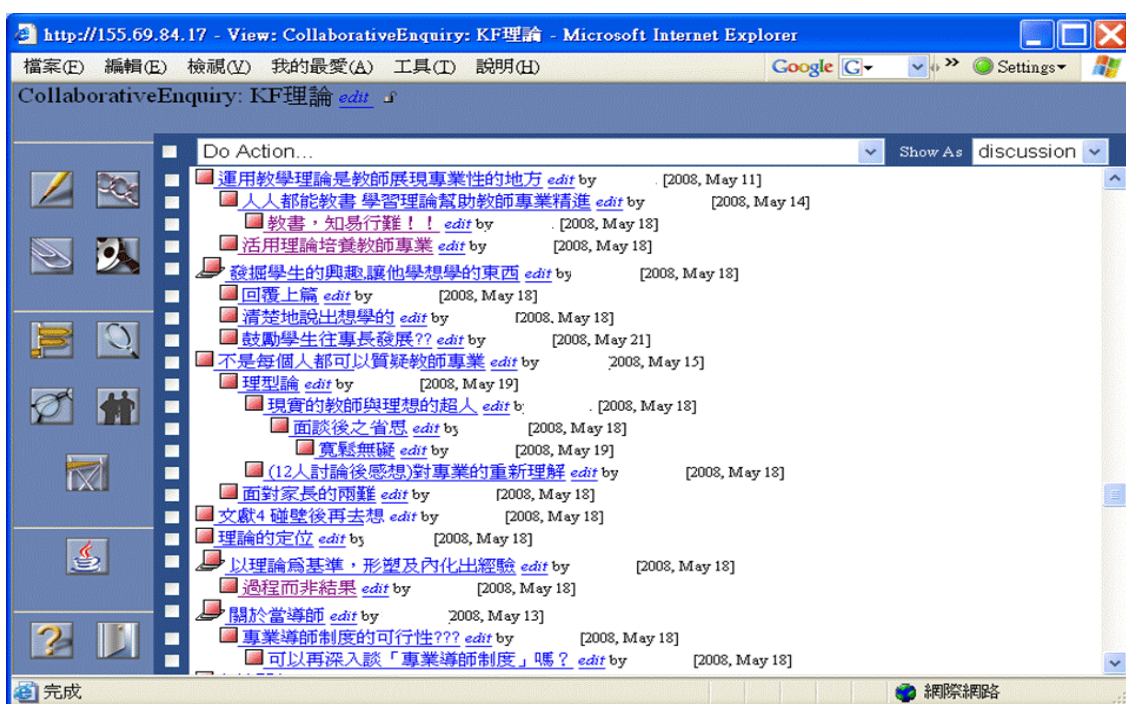 http://155.69.84.17 - View: CollaborativeEnquiry: KF理論 - Microsoft Internet Explorer
檔案(F) 編輯(E) 檢視(V) 我的最愛(A) 工具(T) 說明(H) Google G Settings
CollaborativeEnquiry: KF理論 edit
Do Action... Show As discussion
運用教學理論是教師展現專業性的地方 edit by . [2008, May 11]
人人都能教書 學習理論幫助教師專業精進 edit by [2008, May 14]
教書，知易行難！！ edit by . [2008, May 18]
活用理論培養教師專業 edit by [2008, May 18]
發掘學生的興趣,讓他學想學的東西 edit by [2008, May 18]
回覆上篇 edit by [2008, May 18]
清楚地說出想學的 edit by [2008, May 18]
鼓勵學生往專長發展?? edit by [2008, May 21]
不是每個人都可以質疑教師專業 edit by 2008, May 15]
理型論 edit by [2008, May 19]
現實的教師與理想的超人 edit b . [2008, May 18]
面談後之省思 edit by [2008, May 18]
寬鬆無礙 edit by [2008, May 19]
(12人討論後感想)對專業的重新理解 edit by [2008, May 18]
面對家長的兩難 edit by [2008, May 18]
文獻4 碰壁後再去想 edit by [2008, May 18]
理論的定位 edit by [2008, May 18]
以理論爲基準，形塑及內化出經驗 edit by [2008, May 18]
過程而非結果 edit by [2008, May 18]
關於當導師 edit by 2008, May 13]
專業導師制度的可行性??? edit by [2008, May 18]
可以再深入談「專業導師制度」嗎？ edit by [2008, May 18]
完成 網際網路